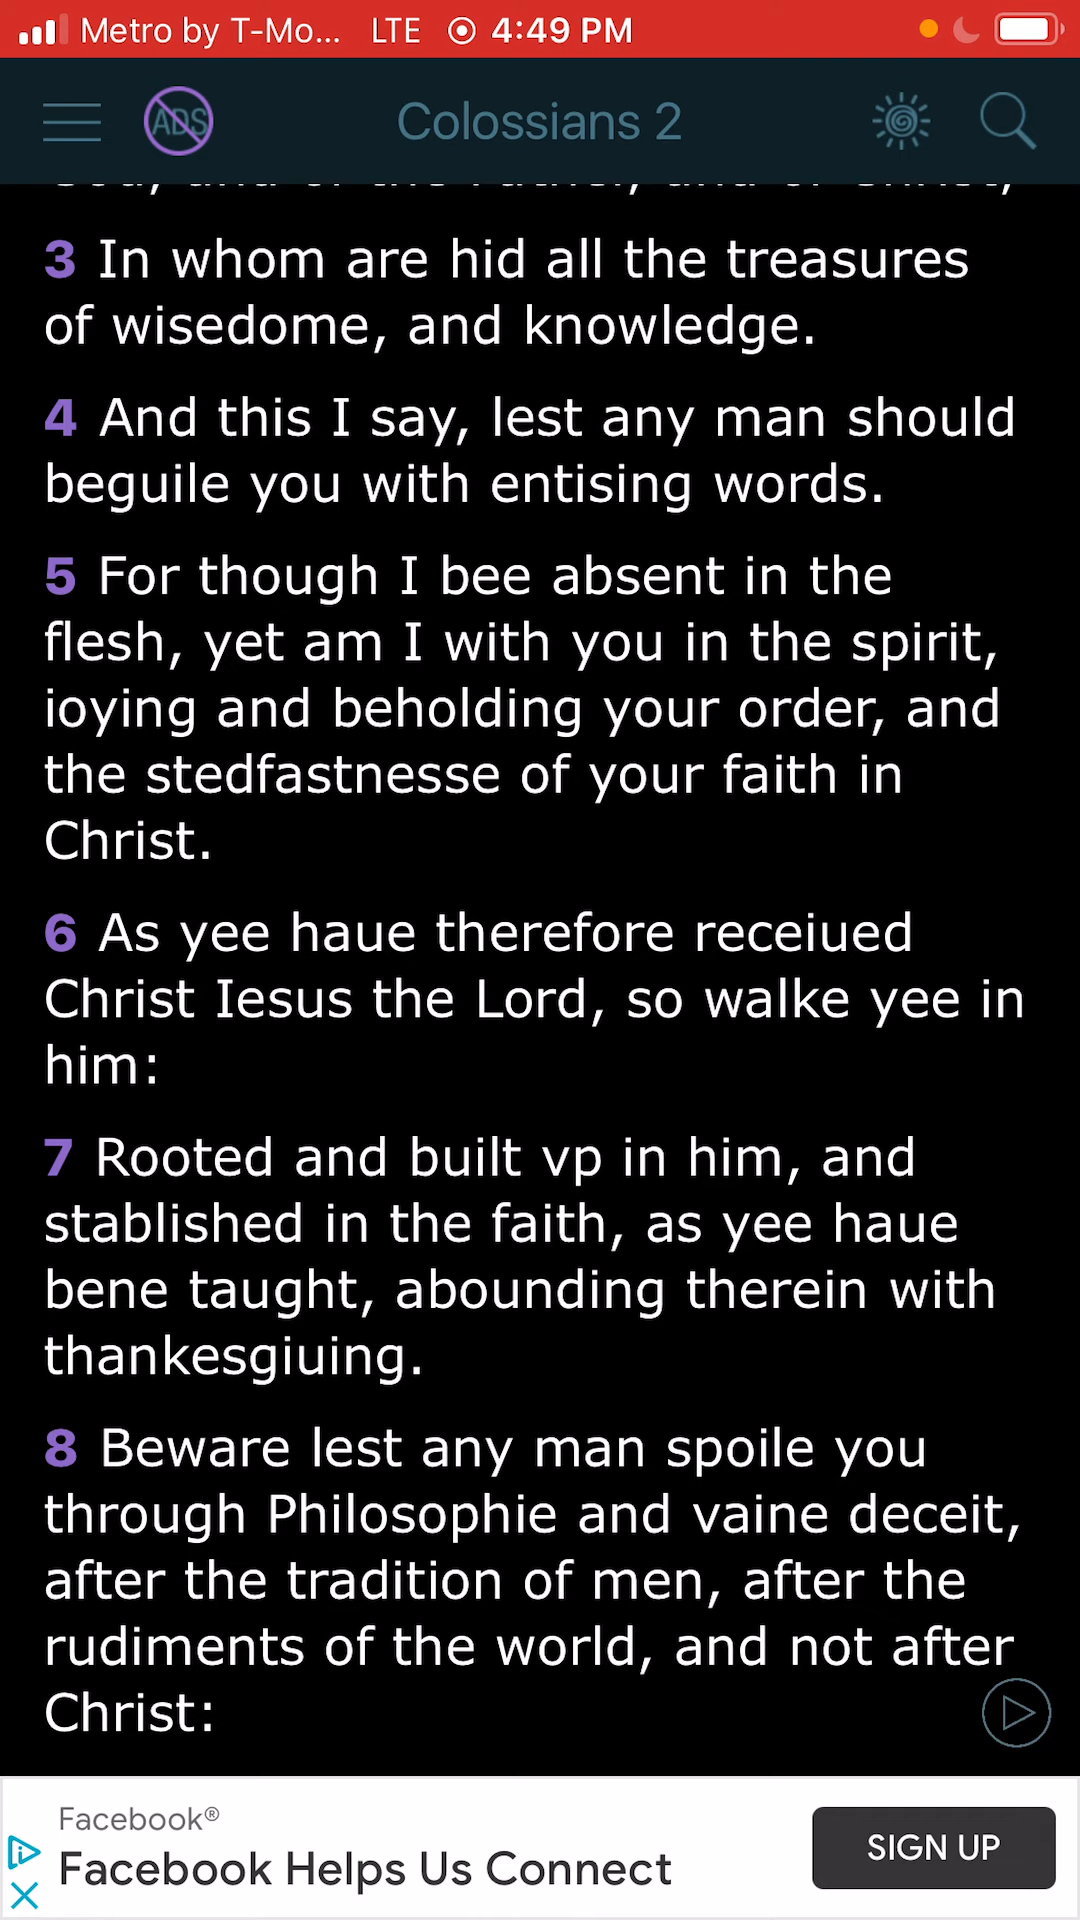 Metro by T-Mo... LTE 4:49 PM
ADS Colossians 2
3 In whom are hid all the treasures
of wisedome, and knowledge.
4 And this I say, lest any man should
beguile you with entising words.
5 For though I bee absent in the
flesh, yet am I with you in the spirit,
ioying and beholding your order, and
the stedfastnesse of your faith in
Christ.
6 As yee haue therefore receiued
Christ Iesus the Lord, so walke yee in
him:
7 Rooted and built vp in him, and
stablished in the faith, as yee haue
bene taught, abounding therein with
thankesgiuing.
8 Beware lest any man spoile you
through Philosophie and vaine deceit,
after the tradition of men, after the
rudiments of the world, and not after
Christ:
Facebook®
Facebook Helps Us Connect
SIGN UP